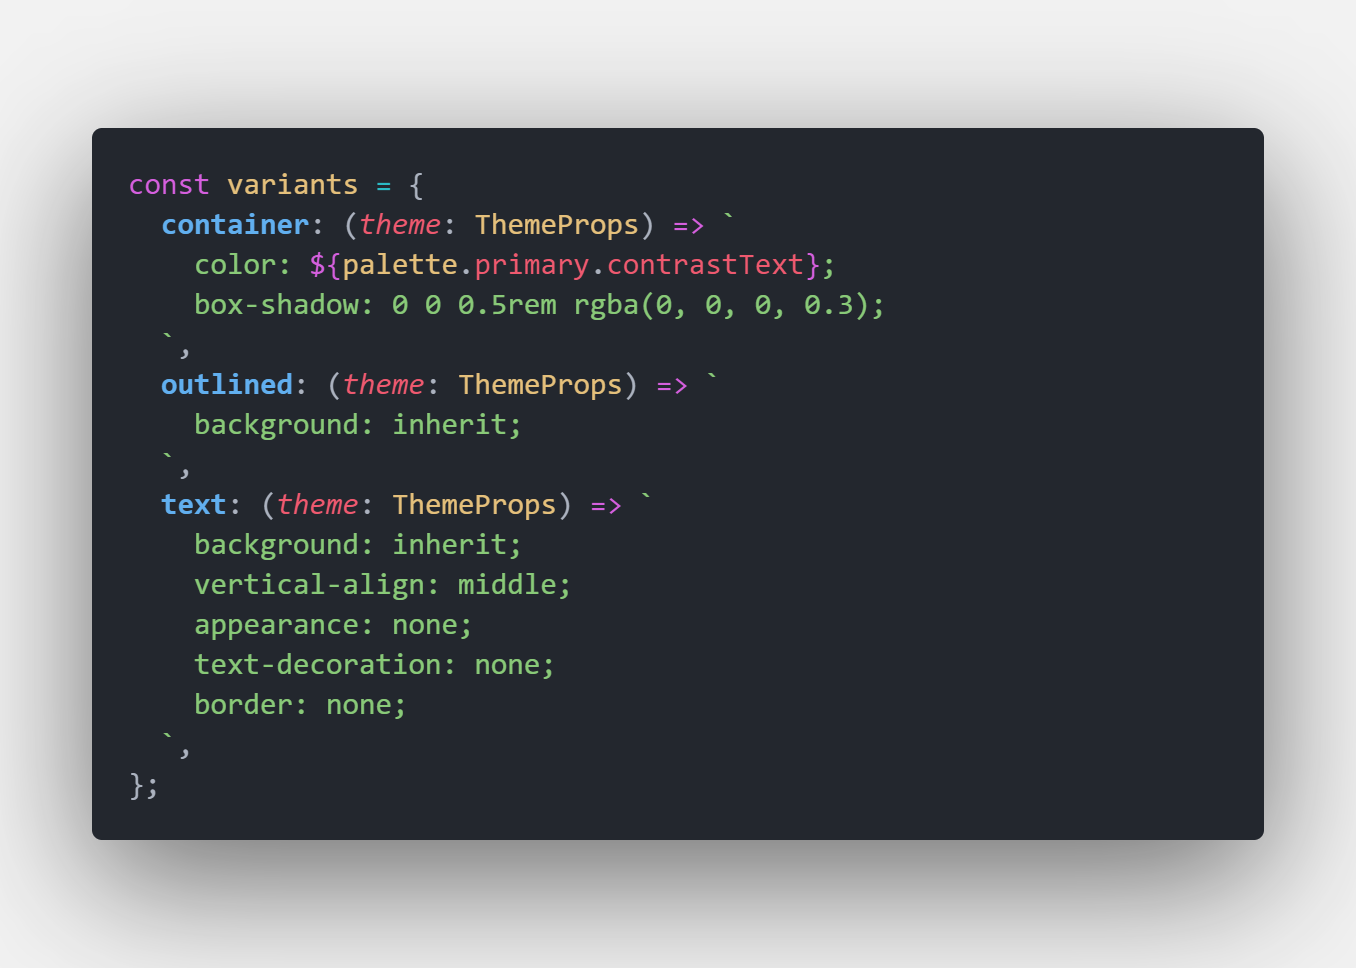 const variants = {
  container: (theme: ThemeProps) => `
    color: ${palette.primary.contrastText};
    box-shadow: 0 0 0.5rem rgba(0, 0, 0, 0.3);
  `,
  outlined: (theme: ThemeProps) => `
    background: inherit;
  `,
  text: (theme: ThemeProps) => `
    background: inherit;
    vertical-align: middle;
    appearance: none;
    text-decoration: none;
    border: none;
  `,
};